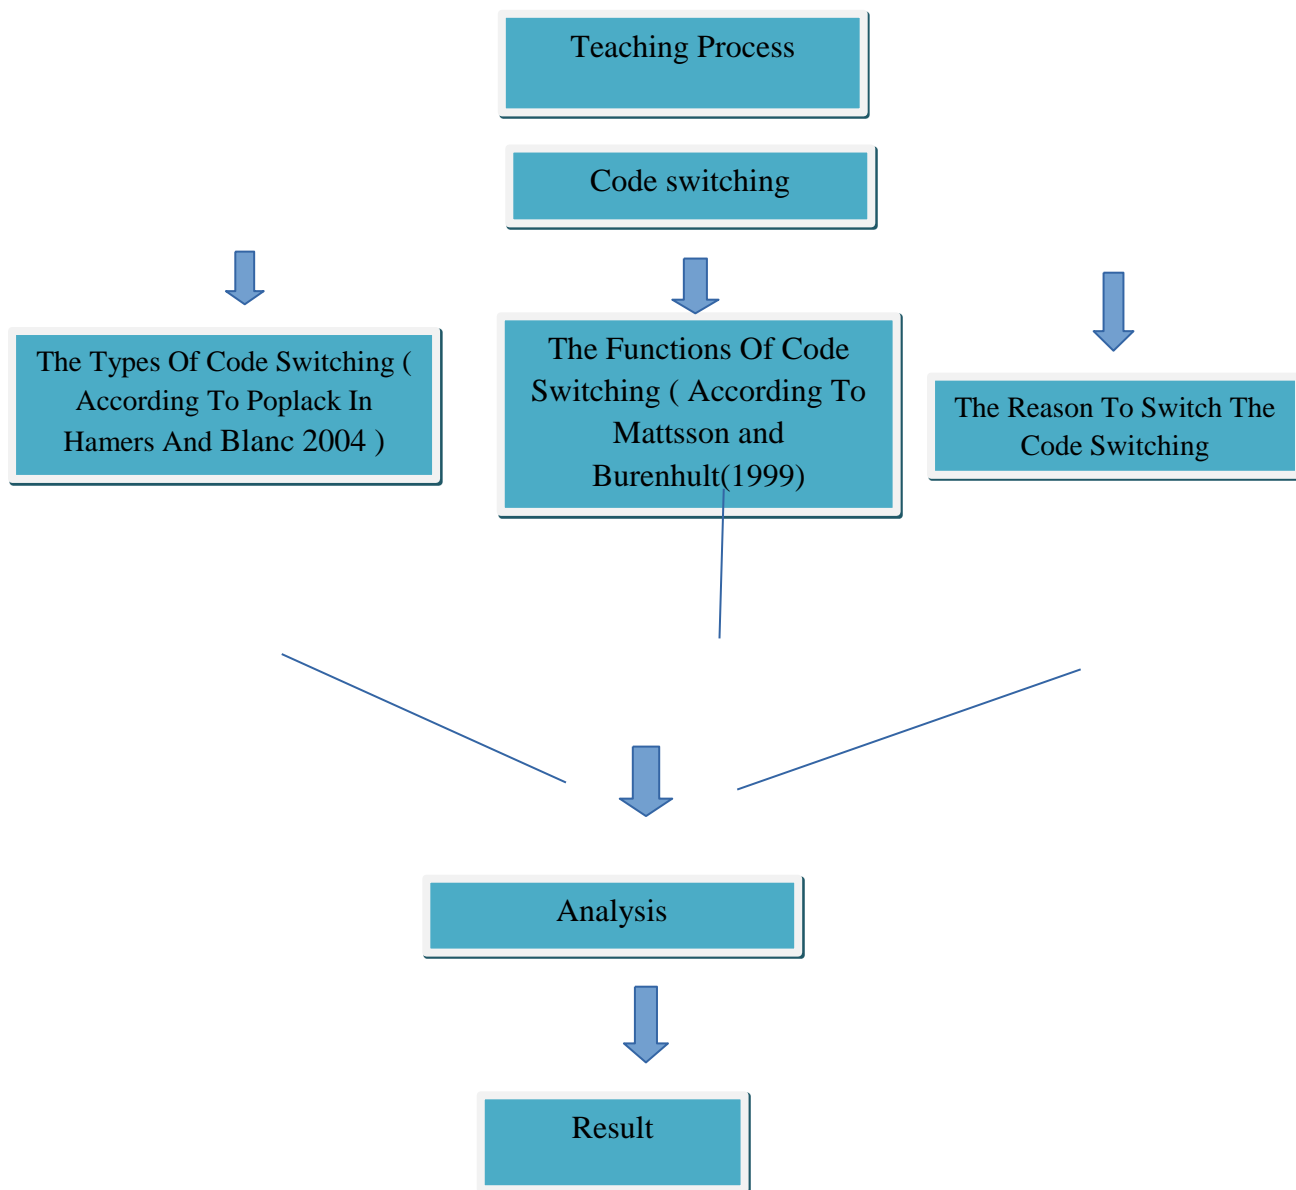 Teaching Process
Code switching
The Types Of Code Switching (
According To Poplack In
Hamers And Blanc 2004 )
The Functions Of Code
Switching ( According To
Mattsson and
Burenhult(1999)
The Reason To Switch The
Code Switching
Analysis
Result